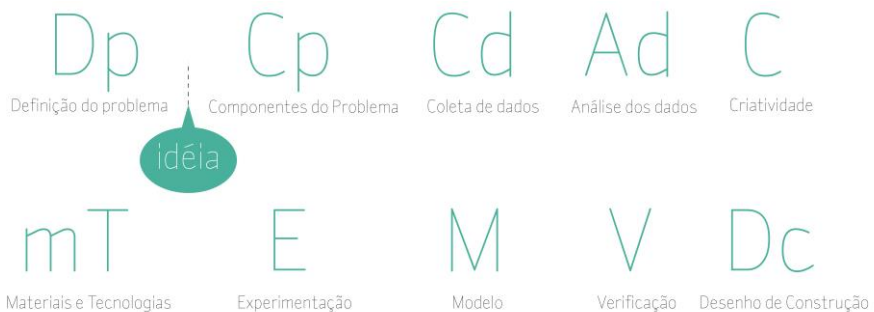 Dp Cp Cd Ad C
Definição do problema Componentes do Problema Coleta de dados Análise dos dados Criatividade
idéia
mT E M V Dc
Materiais e Tecnologias Experimentação Modelo Verificação Desenho de Construção